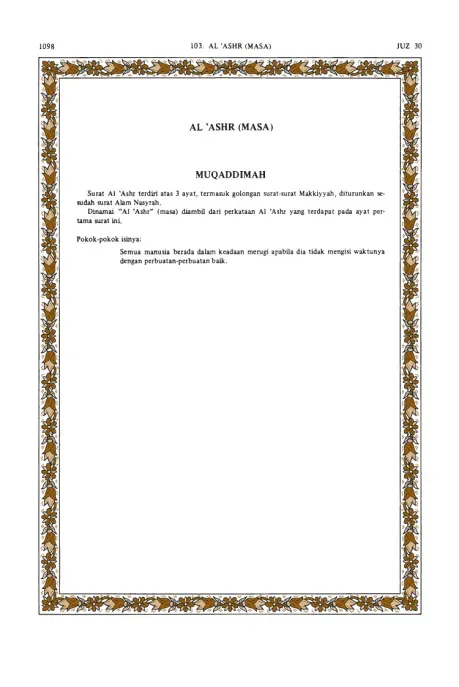 1098 103. AL 'ASHR (MASA) JUZ 30
AL 'ASHR (MASA)
MUQADDIMAH
Surat Al 'Ashr terdiri atas 3 ayat, termasuk golongan surat-surat Makkiyyah, diturunkan se-
sudah surat Alam Nasyrah.
Dinamai "Al 'Ashr" (masa) diambil dari perkataan Al 'Ashr yang terdapat pada ayat per-
tama surat ini.
Pokok-pokok isinya:
Semua manusia berada dalam keadaan merugi apabila dia tidak mengisi waktunya
dengan perbuatan-perbuatan baik.